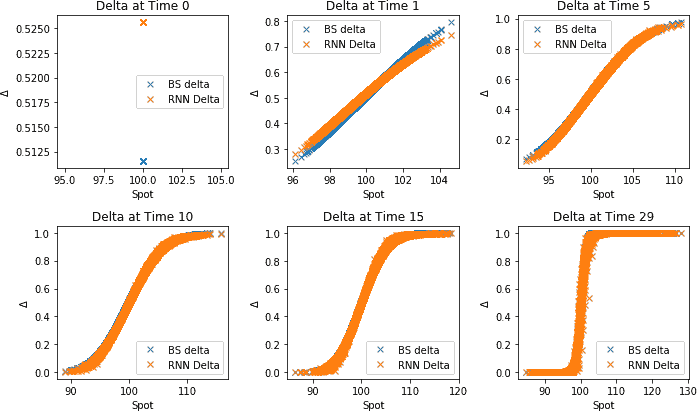 Delta at Time 0
0.5250
0.5225
0.5200
0.5175
0.5150
0.5125
Δ
BS delta
RNN Delta
95.0 97.5 100.0 102.5 105.0
Spot
Delta at Time 1
0.8
0.7
0.6
0.5
0.4
0.3
Δ
BS delta
RNN Delta
96 98 100 102 104
Spot
Delta at Time 5
1.0
0.8
0.6
0.4
0.2
Δ
BS delta
RNN Delta
95 100 105 110
Spot
Delta at Time 10
1.0
0.8
0.6
0.4
0.2
0.0
Δ
BS delta
RNN Delta
90 100 110
Spot
Delta at Time 15
1.0
0.8
0.6
0.4
0.2
0.0
Δ
BS delta
RNN Delta
90 100 110 120
Spot
Delta at Time 29
1.0
0.8
0.6
0.4
0.2
0.0
Δ
BS delta
RNN Delta
90 100 110 120 130
Spot